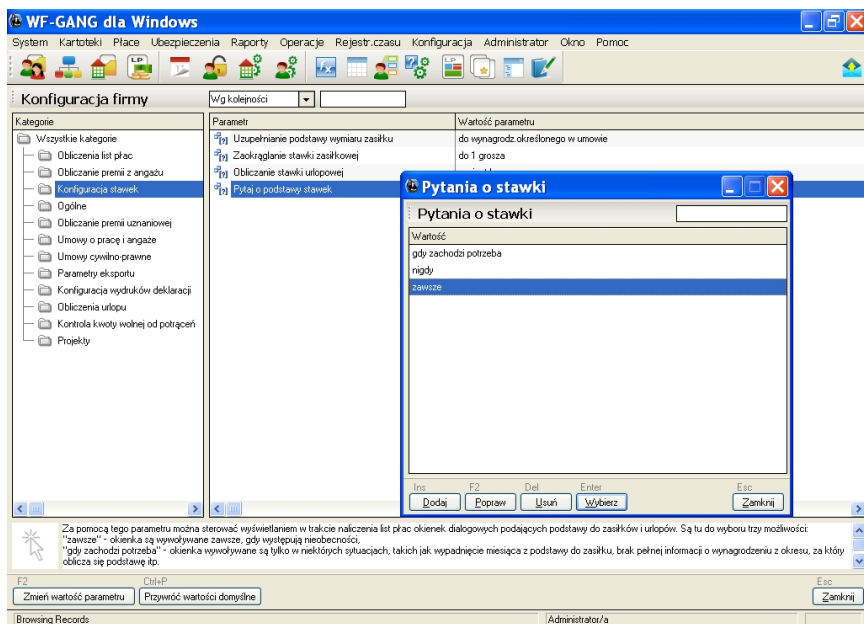 WF-GANG dla Windows
System Kartoteki Płace Ubezpieczenia Raporty Operacje Rejestr.czasu Konfiguracja Administrator Okno Pomoc
LP LP
Konfiguracja firmy Wg kolejności
Kategorie Parametr Wartość parametru
Wszystkie kategorie
Obliczenia list płac
Obliczanie premii z angażu
Konfiguracja stawek
Ogólne
Obliczanie premii uznaniowej
Umowy o pracę i angaże
Umowy cywilno-prawne
Parametry eksportu
Konfiguracja wydruków deklaracji
Obliczenia urlopu
Kontrola kwoty wolnej od potrąceń
Projekty
Uzupełnianie podstawy wymiaru zasiłku do wynagrodz.określonego w umowie
Zaokrąglanie stawki zasiłkowej do 1 grosza
Obliczanie stawki urlopowej
Pytaj o podstawy stawek
Pytania o stawki
Pytania o stawki
Wartość
gdy zachodzi potrzeba
nigdy
zawsze
Ins F2 Del Enter Esc
Dodaj Popraw Usuń Wybierz Zamknij
Za pomocą tego parametru można sterować wyświetlaniem w trakcie naliczenia list płac okienek dialogowych podających podstawy do zasiłków i urlopów. Są tu do wyboru trzy możliwości:
"zawsze" - okienka są wywoływane zawsze, gdy występują nieobecności,
"gdy zachodzi potrzeba" - okienka wywoływane są tylko w niektórych sytuacjach, takich jak wypadnięcie miesiąca z podstawy do zasiłku, brak pełnej informacji o wynagrodzeniu z okresu, za który
oblicza się podstawę itp.
F2 Ctrl+P Esc
Zmień wartość parametru Przywróć wartości domyślne Zamknij
Browsing Records Administrator/a